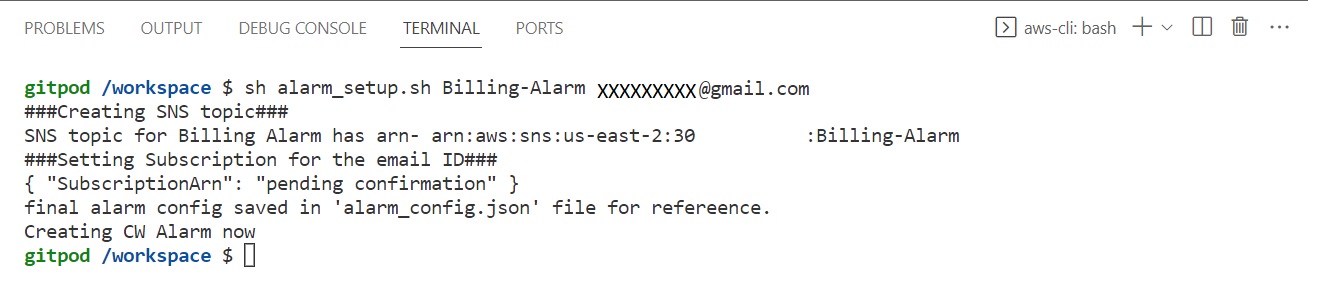 PROBLEMS OUTPUT DEBUG CONSOLE TERMINAL PORTS aws-cli: bash
gitpod /workspace $ sh alarm_setup.sh Billing-Alarm XXXXXXXXX@gmail.com
###Creating SNS topic###
SNS topic for Billing Alarm has arn- arn:aws:sns:us-east-2:30 :Billing-Alarm
###Setting Subscription for the email ID###
{ "SubscriptionArn": "pending confirmation" }
final alarm config saved in 'alarm_config.json' file for refereence.
Creating CW Alarm now
gitpod /workspace $